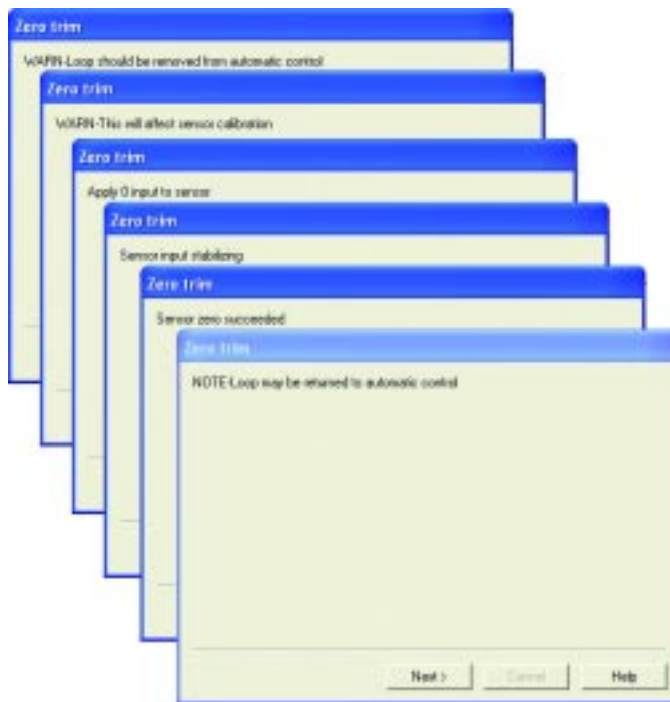 Zero trim
WARN-Loop should be removed from automatic control
Zero trim
WARN-This will affect sensor calibration
Zero trim
Apply 0 input to sensor
Zero trim
Sensor input stabilizing
Zero trim
Sensor zero succeeded
Zero trim
NOTE-Loop may be returned to automatic control
Next >
Cancel
Help